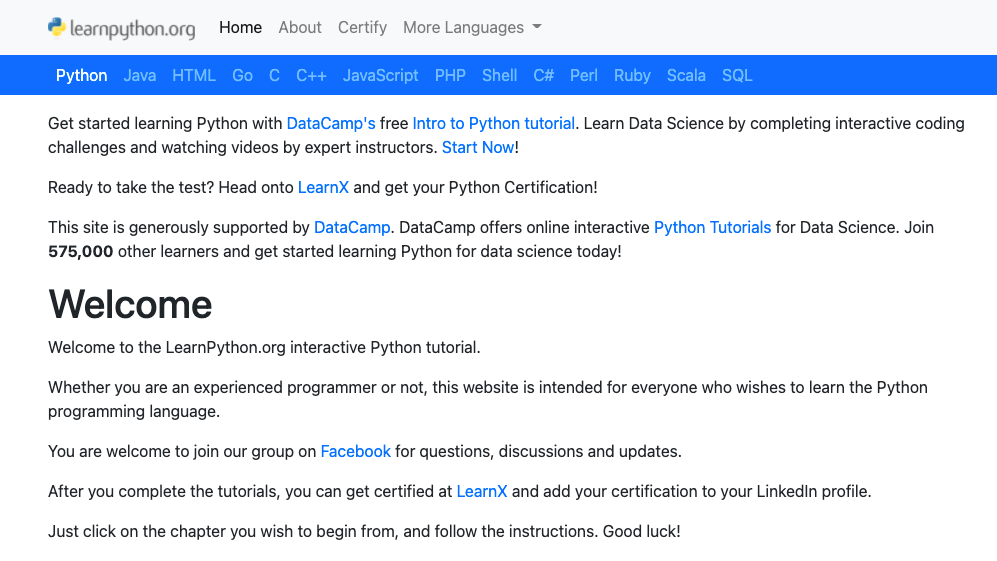 learnpython.org Home About Certify More Languages
Python Java HTML Go C C++ JavaScript PHP Shell C# Perl Ruby Scala SQL
Get started learning Python with DataCamp's free Intro to Python tutorial. Learn Data Science by completing interactive coding
challenges and watching videos by expert instructors. Start Now!
Ready to take the test? Head onto LearnX and get your Python Certification!
This site is generously supported by DataCamp. DataCamp offers online interactive Python Tutorials for Data Science. Join
575,000 other learners and get started learning Python for data science today!
Welcome
Welcome to the LearnPython.org interactive Python tutorial.
Whether you are an experienced programmer or not, this website is intended for everyone who wishes to learn the Python
programming language.
You are welcome to join our group on Facebook for questions, discussions and updates.
After you complete the tutorials, you can get certified at LearnX and add your certification to your LinkedIn profile.
Just click on the chapter you wish to begin from, and follow the instructions. Good luck!